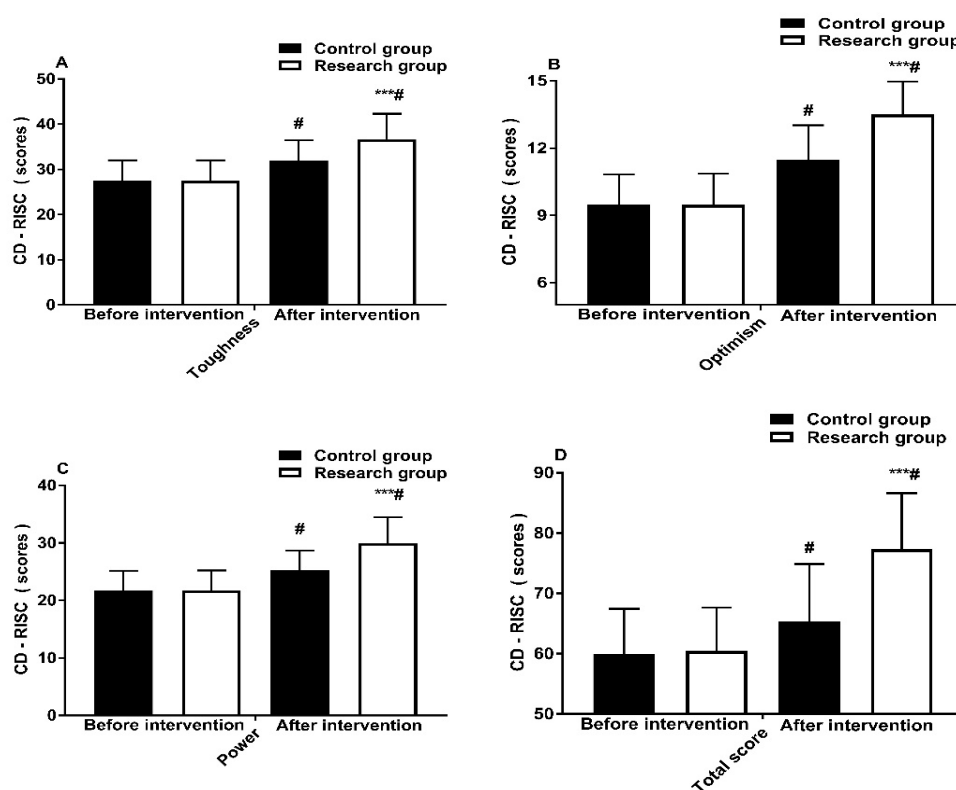 A
Control group
Research group
CD - RISC ( scores )
50
40
30
20
10
0
#
***#
Before intervention
After intervention
Toughness
B
Control group
Research group
CD - RISC ( scores )
15
12
9
6
#
***#
Before intervention
After intervention
Optimism
C
Control group
Research group
CD - RISC ( scores )
40
30
20
10
0
#
***#
Before intervention
After intervention
Power
D
Control group
Research group
CD - RISC ( scores )
90
80
70
60
50
#
***#
Before intervention
After intervention
Total score